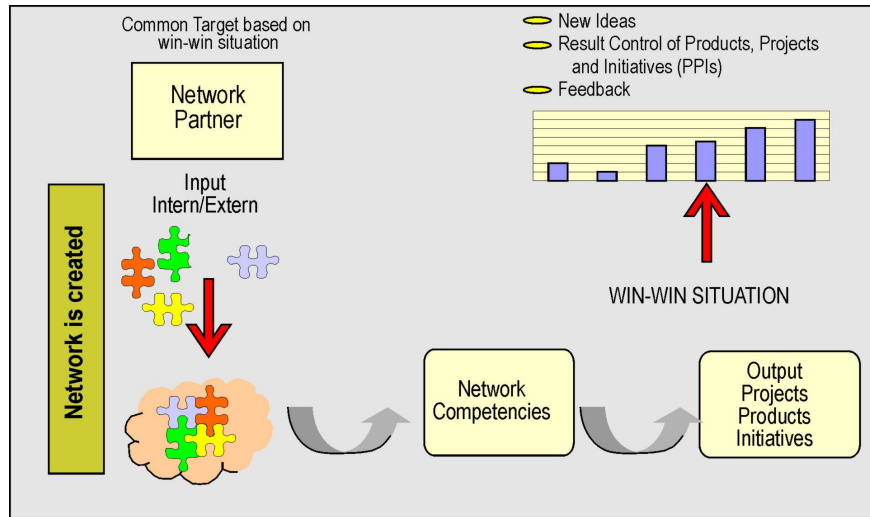 Common Target based on
win-win situation
Network
Partner
Input
Intern/Extern
Network is created
New Ideas
Result Control of Products, Projects
and Initiatives (PPIs)
Feedback
WIN-WIN SITUATION
Network
Competencies
Output
Projects
Products
Initiatives